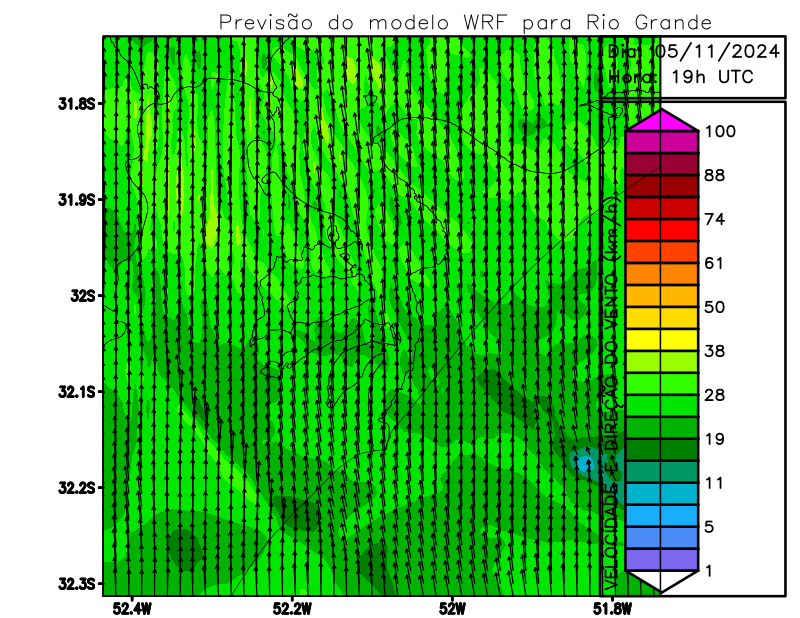 Previsão do modelo WRF para Rio Grande
Dia: 05/11/2024
Hora: 19h UTC
31.8S
31.9S
32S
32.1S
32.2S
32.3S
52.4W
52.2W
52W
51.8W
VELOCIDADE E DIREÇÃO DO VENTO (km/h)
100
88
74
61
50
38
28
19
11
5
1